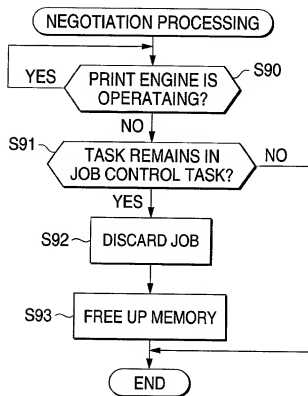 NEGOTIATION PROCESSING
YES
PRINT ENGINE IS
OPERATAING?
S90
NO
S91
TASK REMAINS IN
JOB CONTROL TASK?
NO
YES
S92
DISCARD JOB
S93
FREE UP MEMORY
END